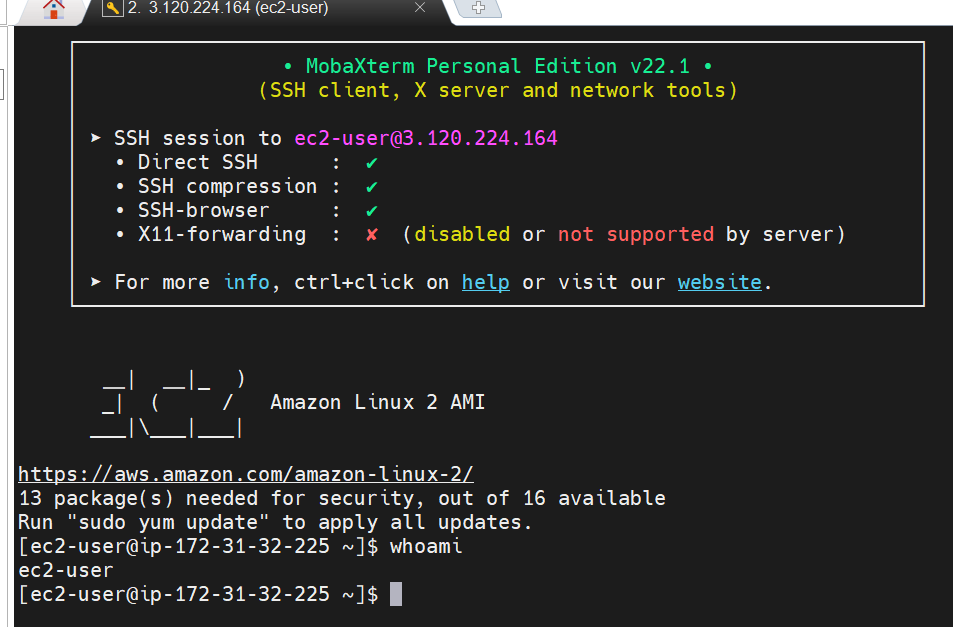 2. 3.120.224.164 (ec2-user)
• MobaXterm Personal Edition v22.1 •
(SSH client, X server and network tools)
➤ SSH session to ec2-user@3.120.224.164
• Direct SSH      :  ✔
• SSH compression :  ✔
• SSH-browser     :  ✔
• X11-forwarding  :  ✘  (disabled or not supported by server)
➤ For more info, ctrl+click on help or visit our website.
__|  __|_  )
_|  (     /   Amazon Linux 2 AMI
___|\___|___|
https://aws.amazon.com/amazon-linux-2/
13 package(s) needed for security, out of 16 available
Run "sudo yum update" to apply all updates.
[ec2-user@ip-172-31-32-225 ~]$ whoami
ec2-user
[ec2-user@ip-172-31-32-225 ~]$